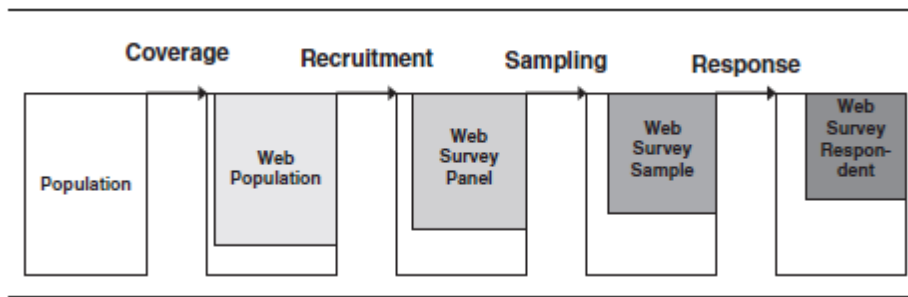 Coverage
Recruitment
Sampling
Response
Population
Web
Population
Web
Survey
Panel
Web
Survey
Sample
Web
Survey
Respon-
dent